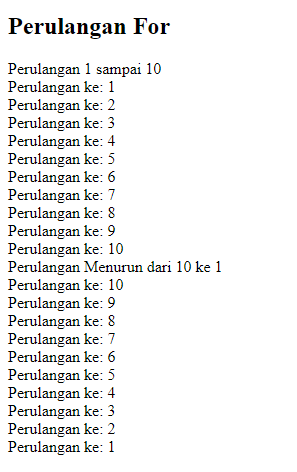 Perulangan For
Perulangan 1 sampai 10
Perulangan ke: 1
Perulangan ke: 2
Perulangan ke: 3
Perulangan ke: 4
Perulangan ke: 5
Perulangan ke: 6
Perulangan ke: 7
Perulangan ke: 8
Perulangan ke: 9
Perulangan ke: 10
Perulangan Menurun dari 10 ke 1
Perulangan ke: 10
Perulangan ke: 9
Perulangan ke: 8
Perulangan ke: 7
Perulangan ke: 6
Perulangan ke: 5
Perulangan ke: 4
Perulangan ke: 3
Perulangan ke: 2
Perulangan ke: 1